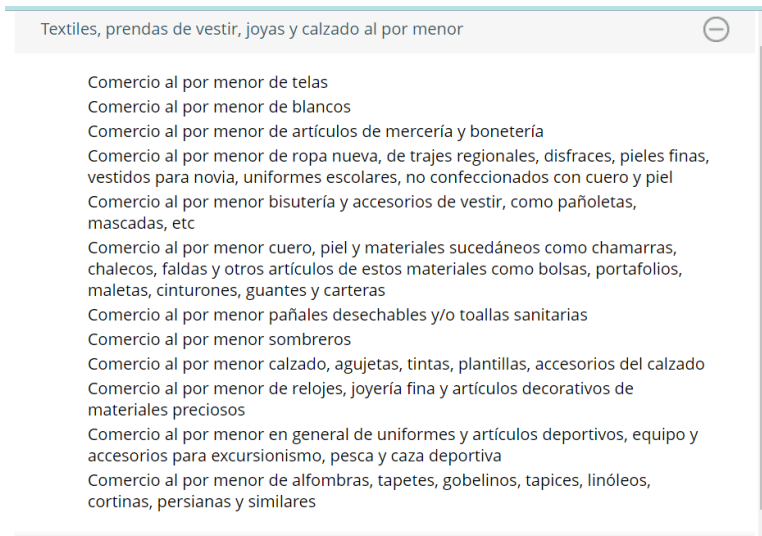 Textiles, prendas de vestir, joyas y calzado al por menor
Comercio al por menor de telas
Comercio al por menor de blancos
Comercio al por menor de artículos de mercería y bonetería
Comercio al por menor de ropa nueva, de trajes regionales, disfraces, pieles finas,
vestidos para novia, uniformes escolares, no confeccionados con cuero y piel
Comercio al por menor bisutería y accesorios de vestir, como pañoletas,
mascadas, etc
Comercio al por menor cuero, piel y materiales sucedáneos como chamarras,
chalecos, faldas y otros artículos de estos materiales como bolsas, portafolios,
maletas, cinturones, guantes y carteras
Comercio al por menor pañales desechables y/o toallas sanitarias
Comercio al por menor sombreros
Comercio al por menor calzado, agujetas, tintas, plantillas, accesorios del calzado
Comercio al por menor de relojes, joyería fina y artículos decorativos de
materiales preciosos
Comercio al por menor en general de uniformes y artículos deportivos, equipo y
accesorios para excursionismo, pesca y caza deportiva
Comercio al por menor de alfombras, tapetes, gobelinos, tapices, linóleos,
cortinas, persianas y similares